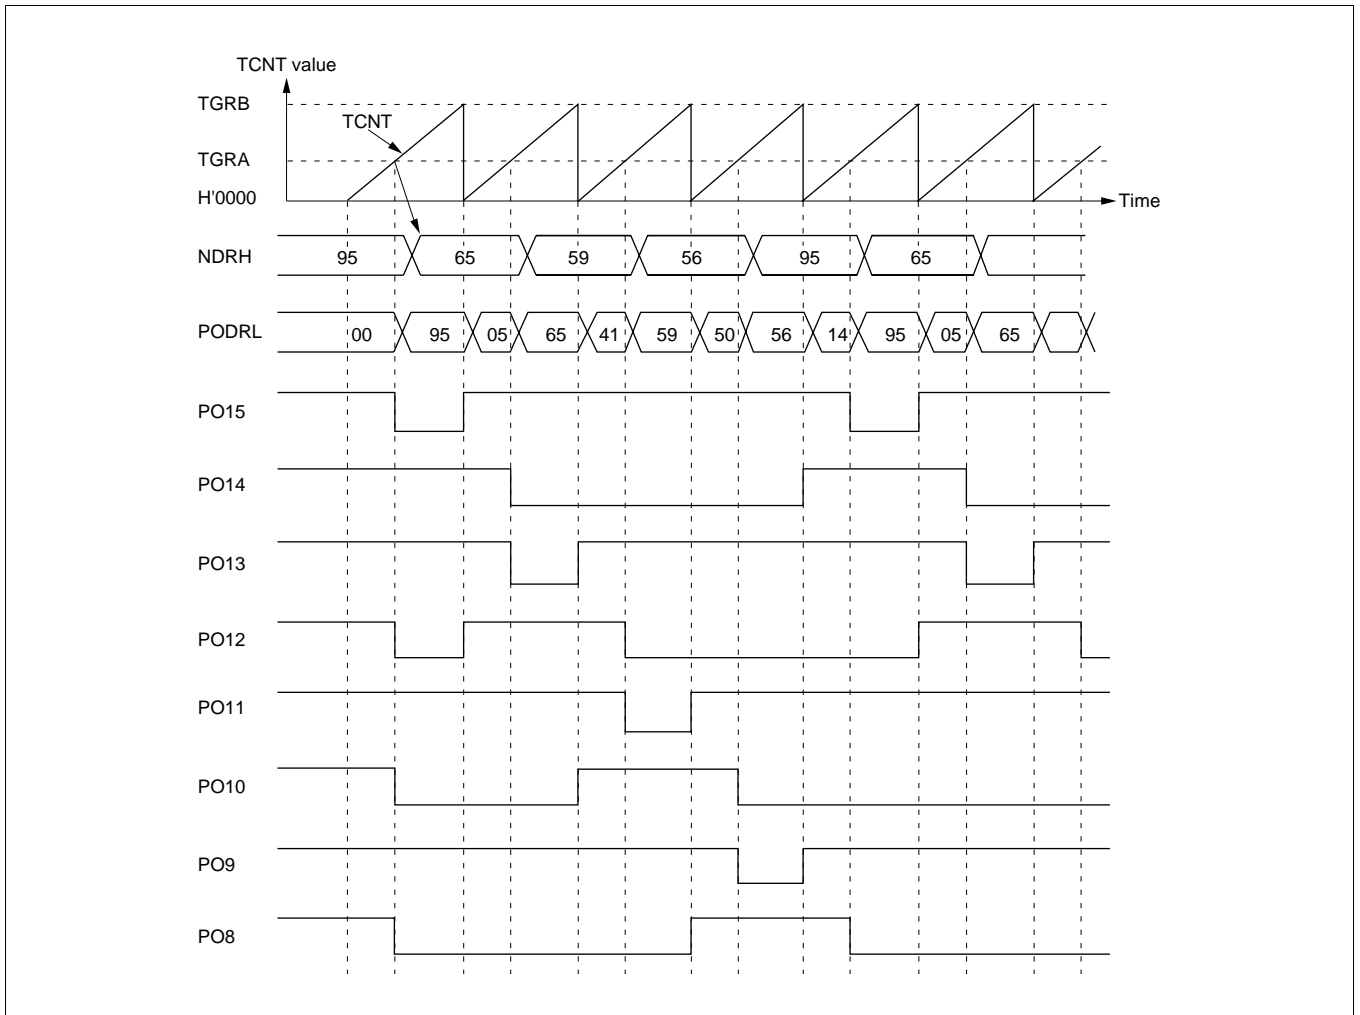 TCNT value
TGRB
TCNT
TGRA
H'0000
Time
NDRH 95 65 59 56 95 65
PODRL 00 95 05 65 41 59 50 56 14 95 05 65
PO15
PO14
PO13
PO12
PO11
PO10
PO9
PO8